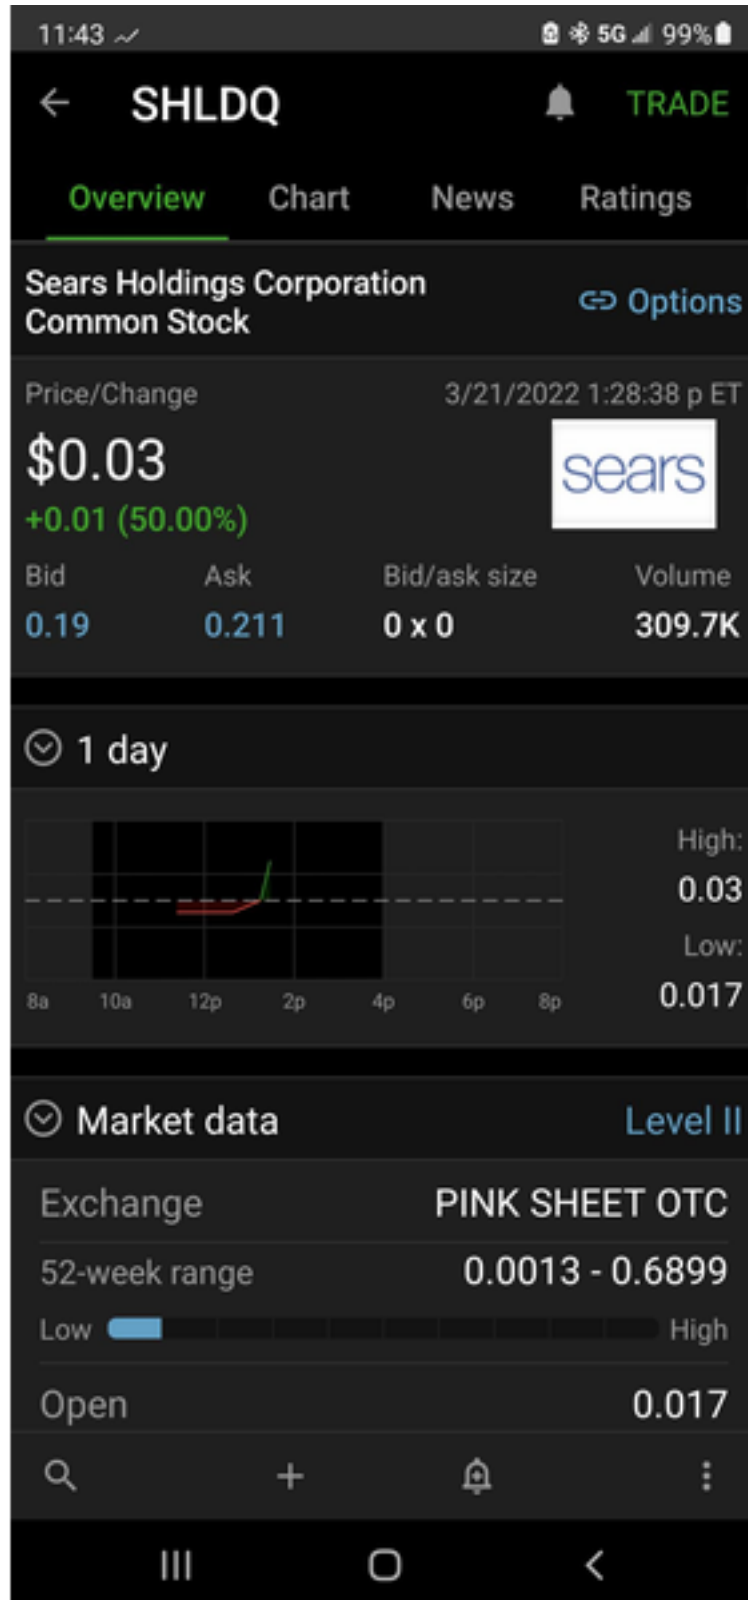 11:43 5G 99%
SHLDQ TRADE
Overview Chart News Ratings
Sears Holdings Corporation
Common Stock
Options
Price/Change 3/21/2022 1:28:38 p ET
$0.03
sears
+0.01 (50.00%)
Bid Ask Bid/ask size Volume
0.19 0.211 0 x 0 309.7K
1 day
High:
0.03
Low:
0.017
8a 10a 12p 2p 4p 6p 8p
Market data Level II
Exchange PINK SHEET OTC
52-week range 0.0013 - 0.6899
Low High
Open 0.017